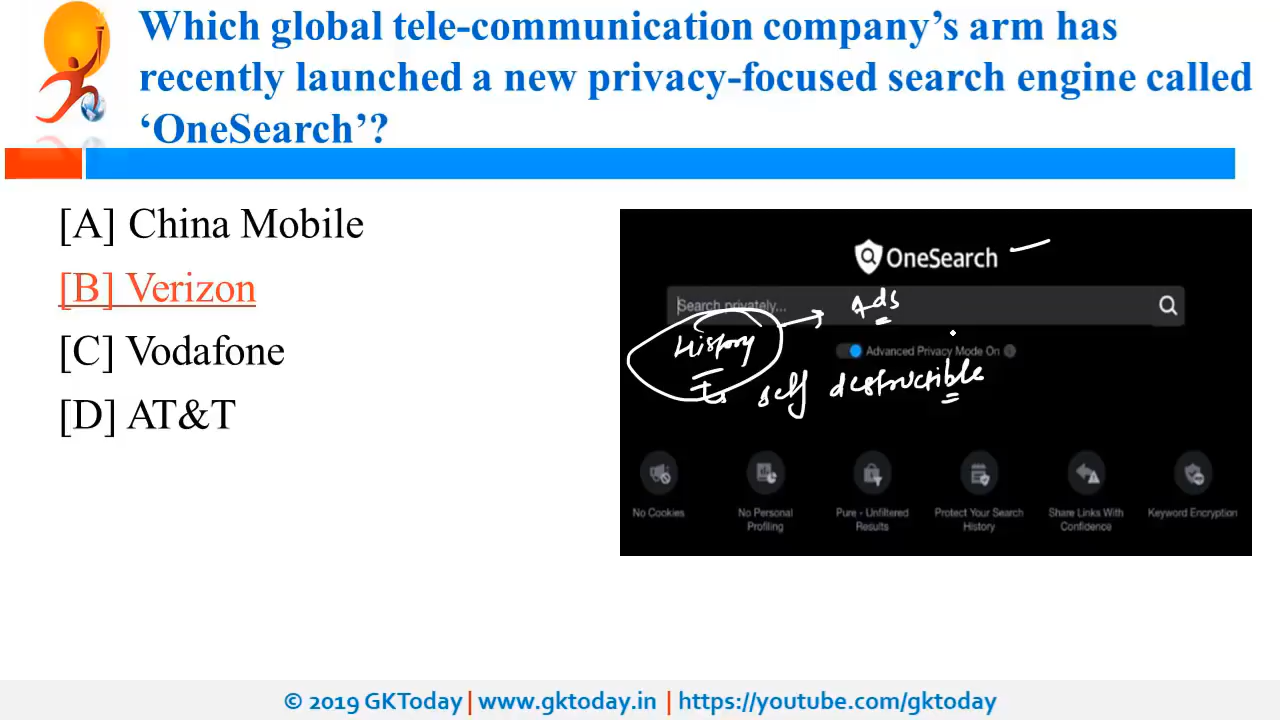 Which global tele-communication company’s arm has
recently launched a new privacy-focused search engine called
‘OneSearch’?
[A] China Mobile
[B] Verizon
[C] Vodafone
[D] AT&T
OneSearch
Search privately...
Ads
History
Advanced Privacy Mode On
Is self destructible
No Cookies
No Personal
Profiling
Pure - Unfiltered
Results
Protect Your Search
History
Share Links With
Confidence
Keyword Encryption
© 2019 GKToday | www.gktoday.in | https://youtube.com/gktoday